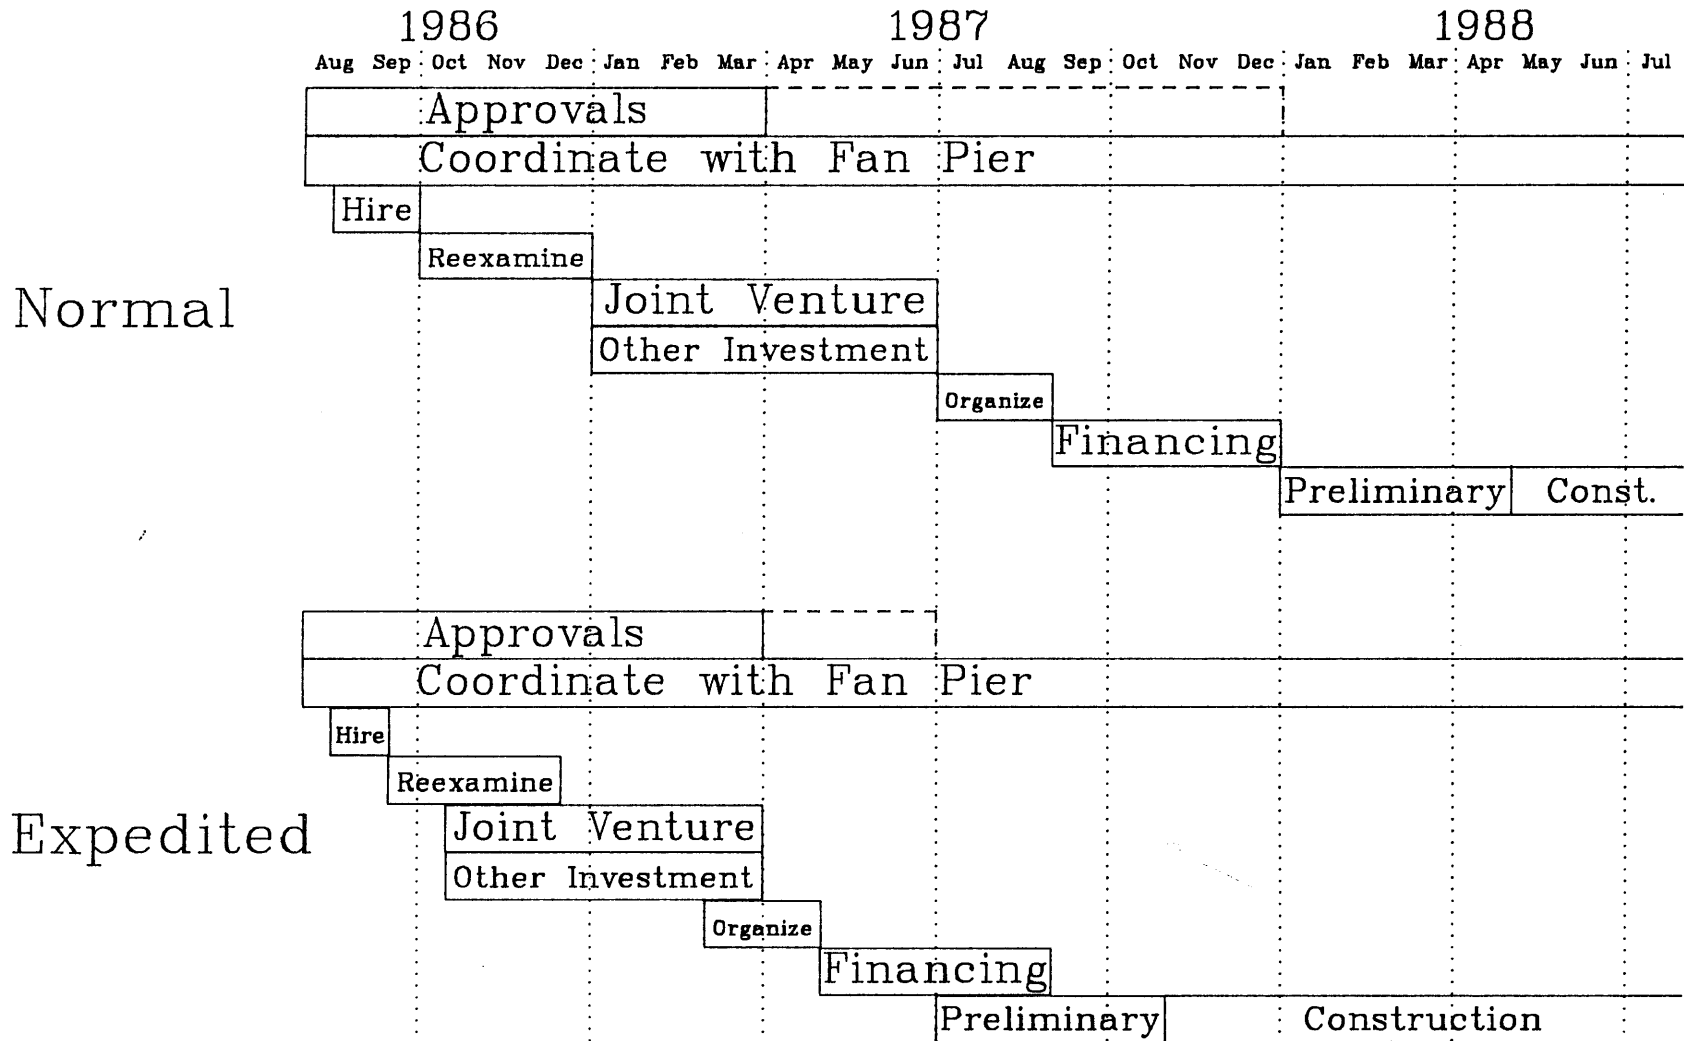 1986 1987 1988
Aug Sep Oct Nov Dec Jan Feb Mar Apr May Jun Jul Aug Sep Oct Nov Dec Jan Feb Mar Apr May Jun Jul
Approvals
Coordinate with Fan Pier
Hire
Reexamine
Normal
Joint Venture
Other Investment
Organize
Financing
Preliminary Const.
Approvals
Coordinate with Fan Pier
Hire
Reexamine
Expedited
Joint Venture
Other Investment
Organize
Financing
Preliminary Construction